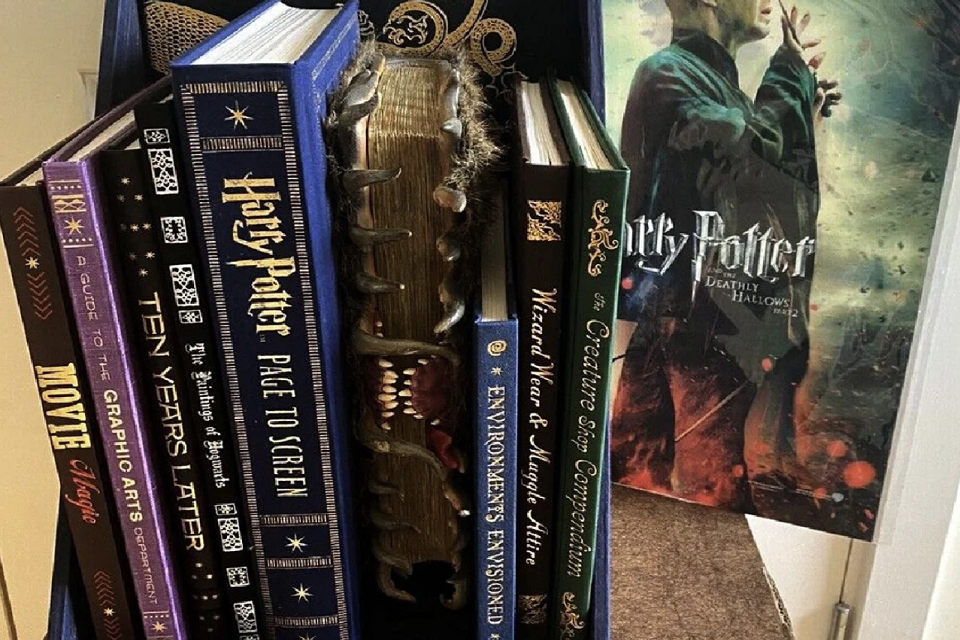 MOVIE Magic
A GUIDE TO THE GRAPHIC ARTS DEPARTMENT
TEN YEARS LATER
The Paintings of Hogwarts
Harry Potter PAGE TO SCREEN
ENVIRONMENTS ENVISIONED
Wizard Wear & Muggle Attire
the Creature Shop Compendium
arry Potter
AND THE
DEATHLY
HALLOWS
PART 2